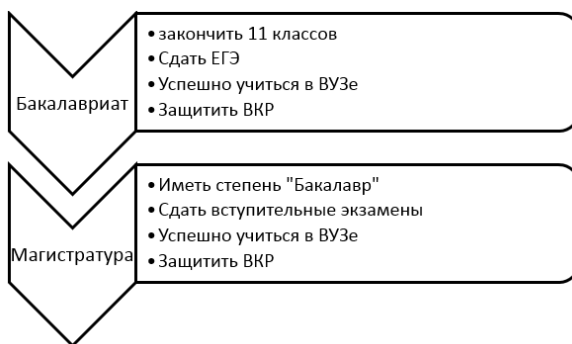 Бакалавриат
• закончить 11 классов
• Сдать ЕГЭ
• Успешно учиться в ВУЗе
• Защитить ВКР
Магистратура
• Иметь степень "Бакалавр"
• Сдать вступительные экзамены
• Успешно учиться в ВУЗе
• Защитить ВКР